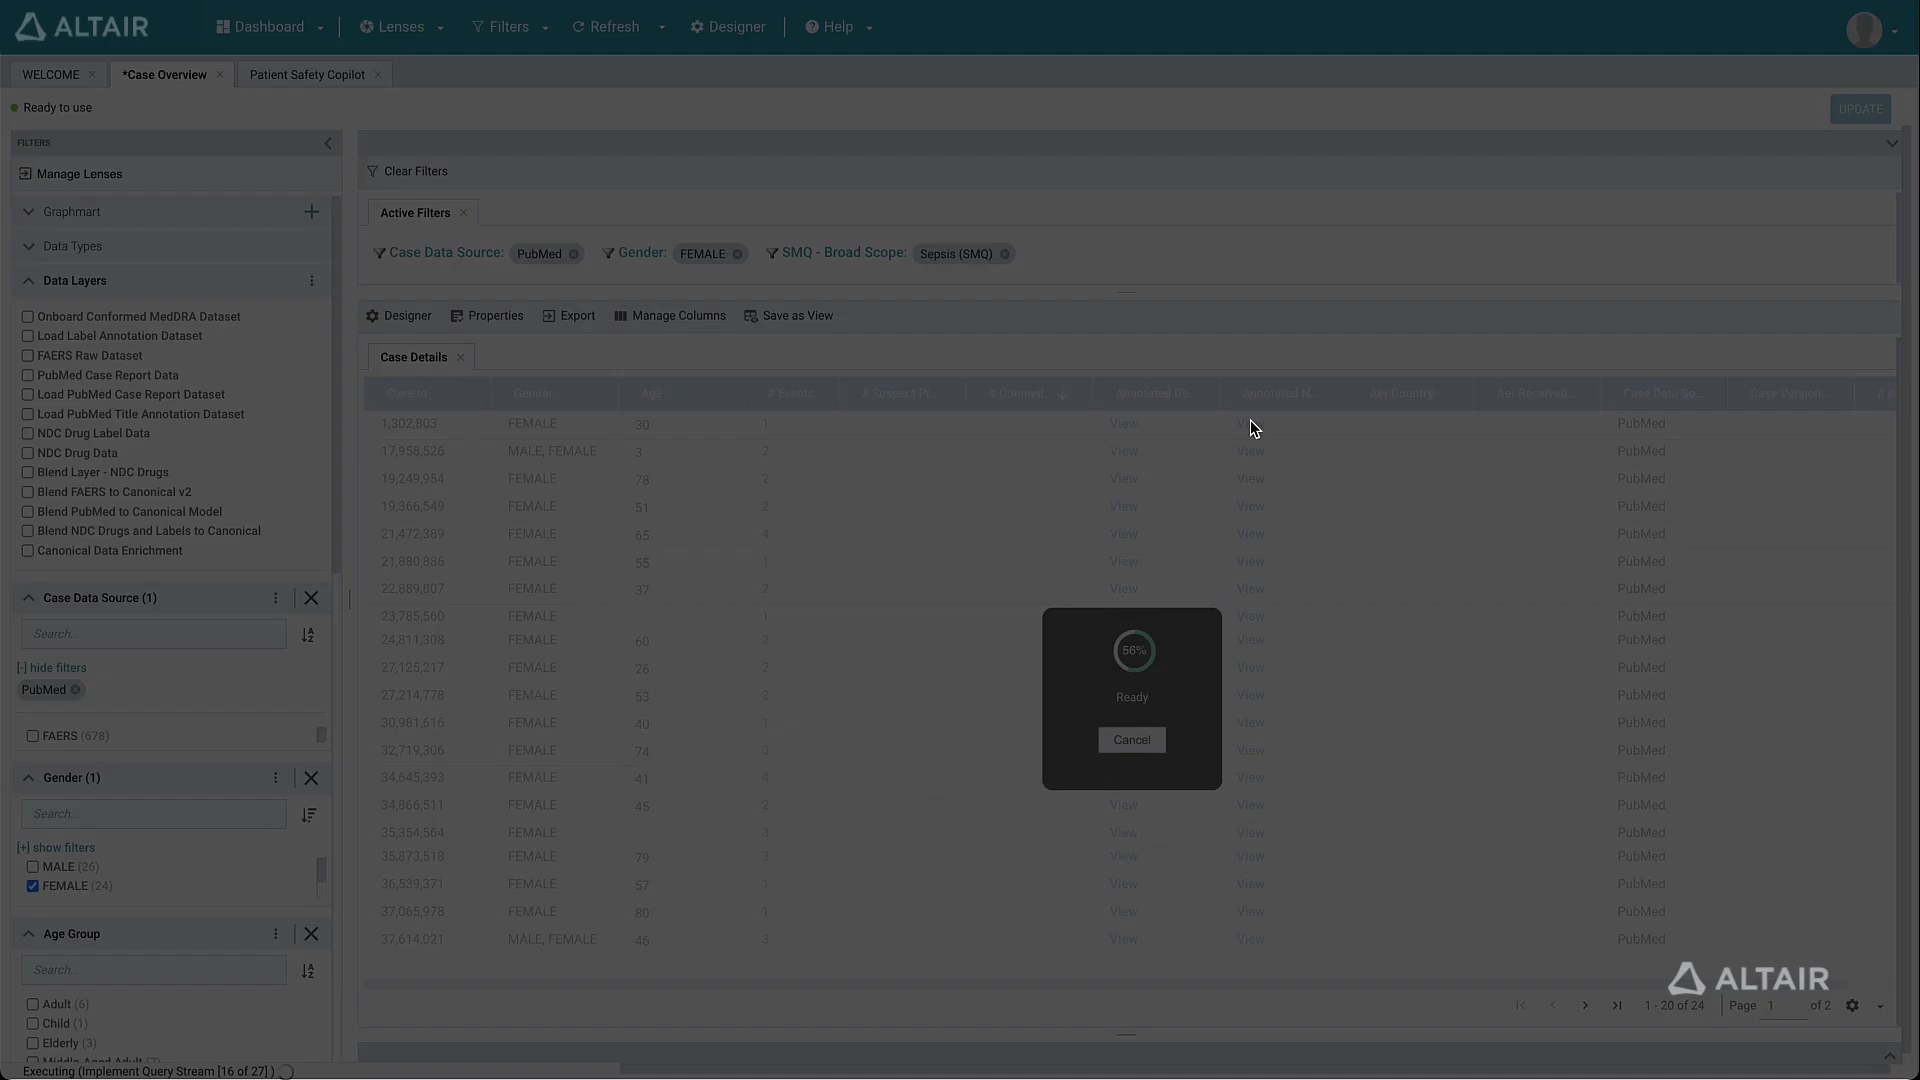 ALTAIR Dashboard Lenses Filters Refresh Designer Help
WELCOME *Case Overview Patient Safety Copilot
Ready to use
UPDATE
FILTERS
Manage Lenses
Graphmart
Data Types
Data Layers
Onboard Conformed MedDRA Dataset
Load Label Annotation Dataset
FAERS Raw Dataset
PubMed Case Report Data
Load PubMed Case Report Dataset
Load PubMed Title Annotation Dataset
NDC Drug Label Data
NDC Drug Data
Blend Layer - NDC Drugs
Blend FAERS to Canonical v2
Blend PubMed to Canonical Model
Blend NDC Drugs and Labels to Canonical
Canonical Data Enrichment
Case Data Source (1)
Search...
[-] hide filters
PubMed
FAERS (678)
Gender (1)
Search...
[+] show filters
MALE (26)
FEMALE (24)
Age Group
Search...
Adult (6)
Child (1)
Elderly (3)
Middle Aged Adult (7)
Executing (Implement Query Stream [16 of 27] )
Clear Filters
Active Filters
Case Data Source: PubMed Gender: FEMALE SMQ - Broad Scope: Sepsis (SMQ)
Designer Properties Export Manage Columns Save as View
Case Details
Case Id Gender Age # Events # Suspect Pr... # Conmed Annotated De... Annotated N... Aer Country Aer Received ... Case Data So... Case Version,...
1,302,803 FEMALE 30 1 View PubMed
17,958,526 MALE, FEMALE 3 2 View View PubMed
19,249,954 FEMALE 78 2 View View PubMed
19,366,549 FEMALE 51 2 View View PubMed
21,472,389 FEMALE 65 4 View View PubMed
21,880,886 FEMALE 55 1 View View PubMed
22,889,807 FEMALE 37 2 View View PubMed
23,785,560 FEMALE 1 View PubMed
24,811,308 FEMALE 60 2 View PubMed
27,125,217 FEMALE 26 2 View PubMed
27,214,778 FEMALE 53 2 View PubMed
30,981,616 FEMALE 40 1 View PubMed
32,719,306 FEMALE 74 3 View PubMed
34,645,393 FEMALE 41 4 View PubMed
34,866,511 FEMALE 45 2 View View PubMed
35,354,564 FEMALE 3 View View PubMed
35,873,518 FEMALE 79 3 View View PubMed
36,539,371 FEMALE 57 1 View View PubMed
37,065,978 FEMALE 80 1 View View PubMed
37,614,021 MALE, FEMALE 46 3 View View PubMed
56%
Ready
Cancel
ALTAIR
1 - 20 of 24 Page 1 of 2